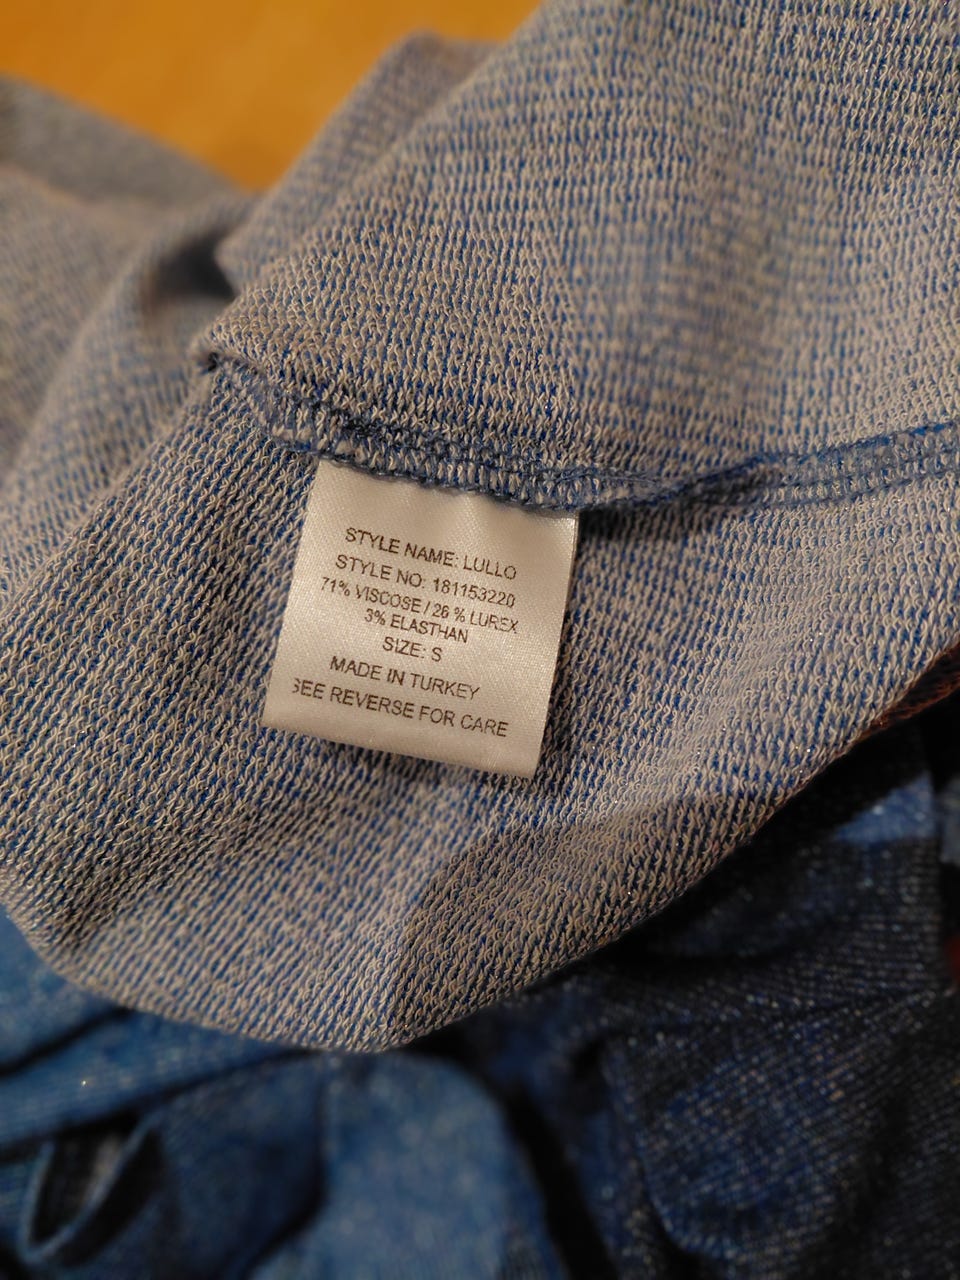 STYLE NAME: LULLO
STYLE NO: 181153220
71% VISCOSE / 26 % LUREX
3% ELASTHAN
SIZE: S
MADE IN TURKEY
SEE REVERSE FOR CARE